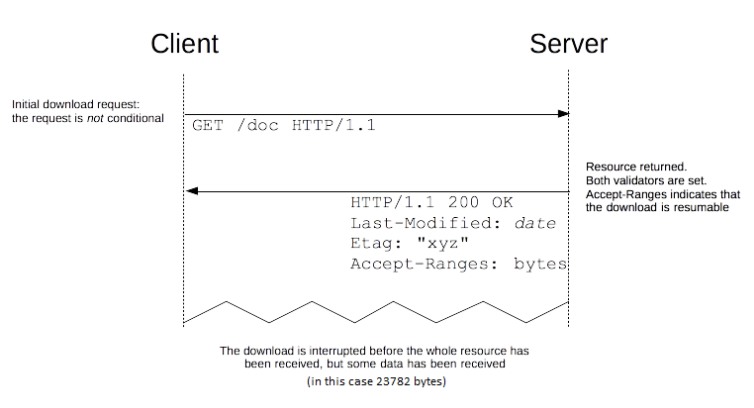 Client
Server
Initial download request:
the request is not conditional
GET /doc HTTP/1.1
Resource returned.
Both validators are set.
Accept-Ranges indicates that
the download is resumable
HTTP/1.1 200 OK
Last-Modified: date
Etag: "xyz"
Accept-Ranges: bytes
The download is interrupted before the whole resource has
been received, but some data has been received
(in this case 23782 bytes)